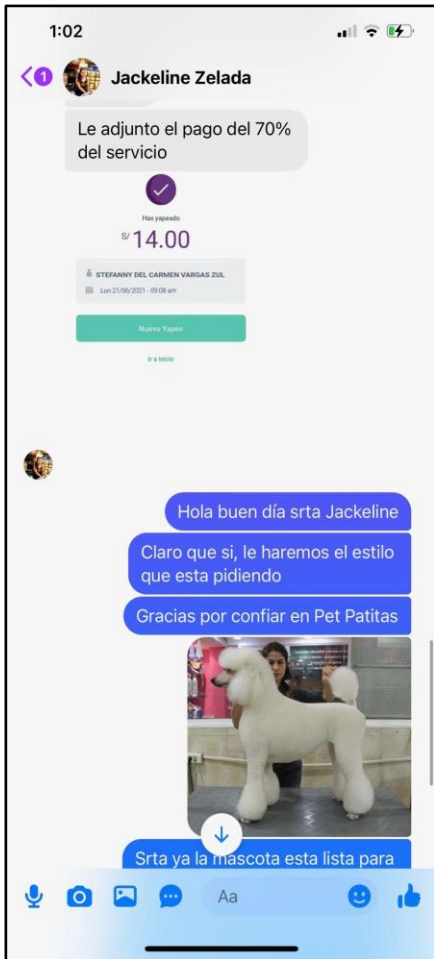 1:02
1
Jackeline Zelada
Le adjunto el pago del 70%
del servicio
Has yapeado
S/ 14.00
STEFANNY DEL CARMEN VARGAS ZUL
Lun 21/06/2021 - 09:08 am
Nuevo Yapeo
Ir a Inicio
Hola buen día srta Jackeline
Claro que si, le haremos el estilo
que esta pidiendo
Gracias por confiar en Pet Patitas
Srta ya la mascota esta lista para
Aa